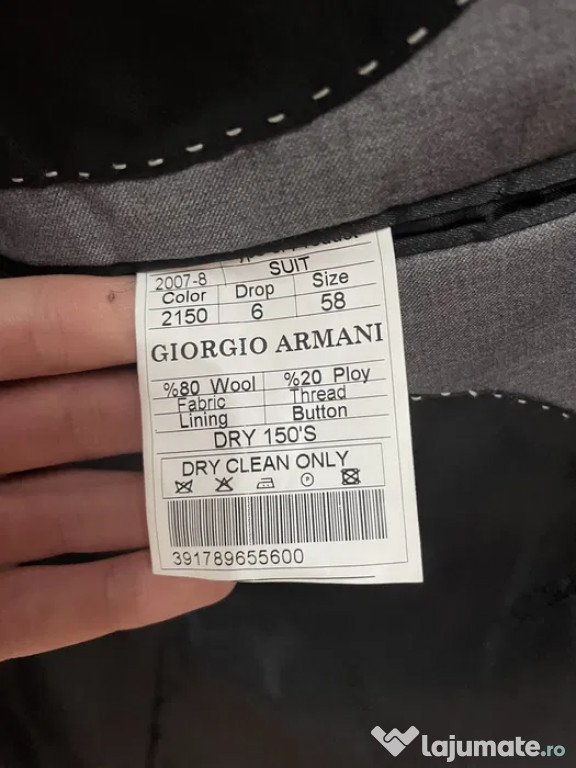 2007-8 SUIT
Color Drop Size
2150 6 58
GIORGIO ARMANI
%80 Wool %20 Ploy
Fabric Thread
Lining Button
DRY 150'S
DRY CLEAN ONLY
391789655600
lajumate.ro